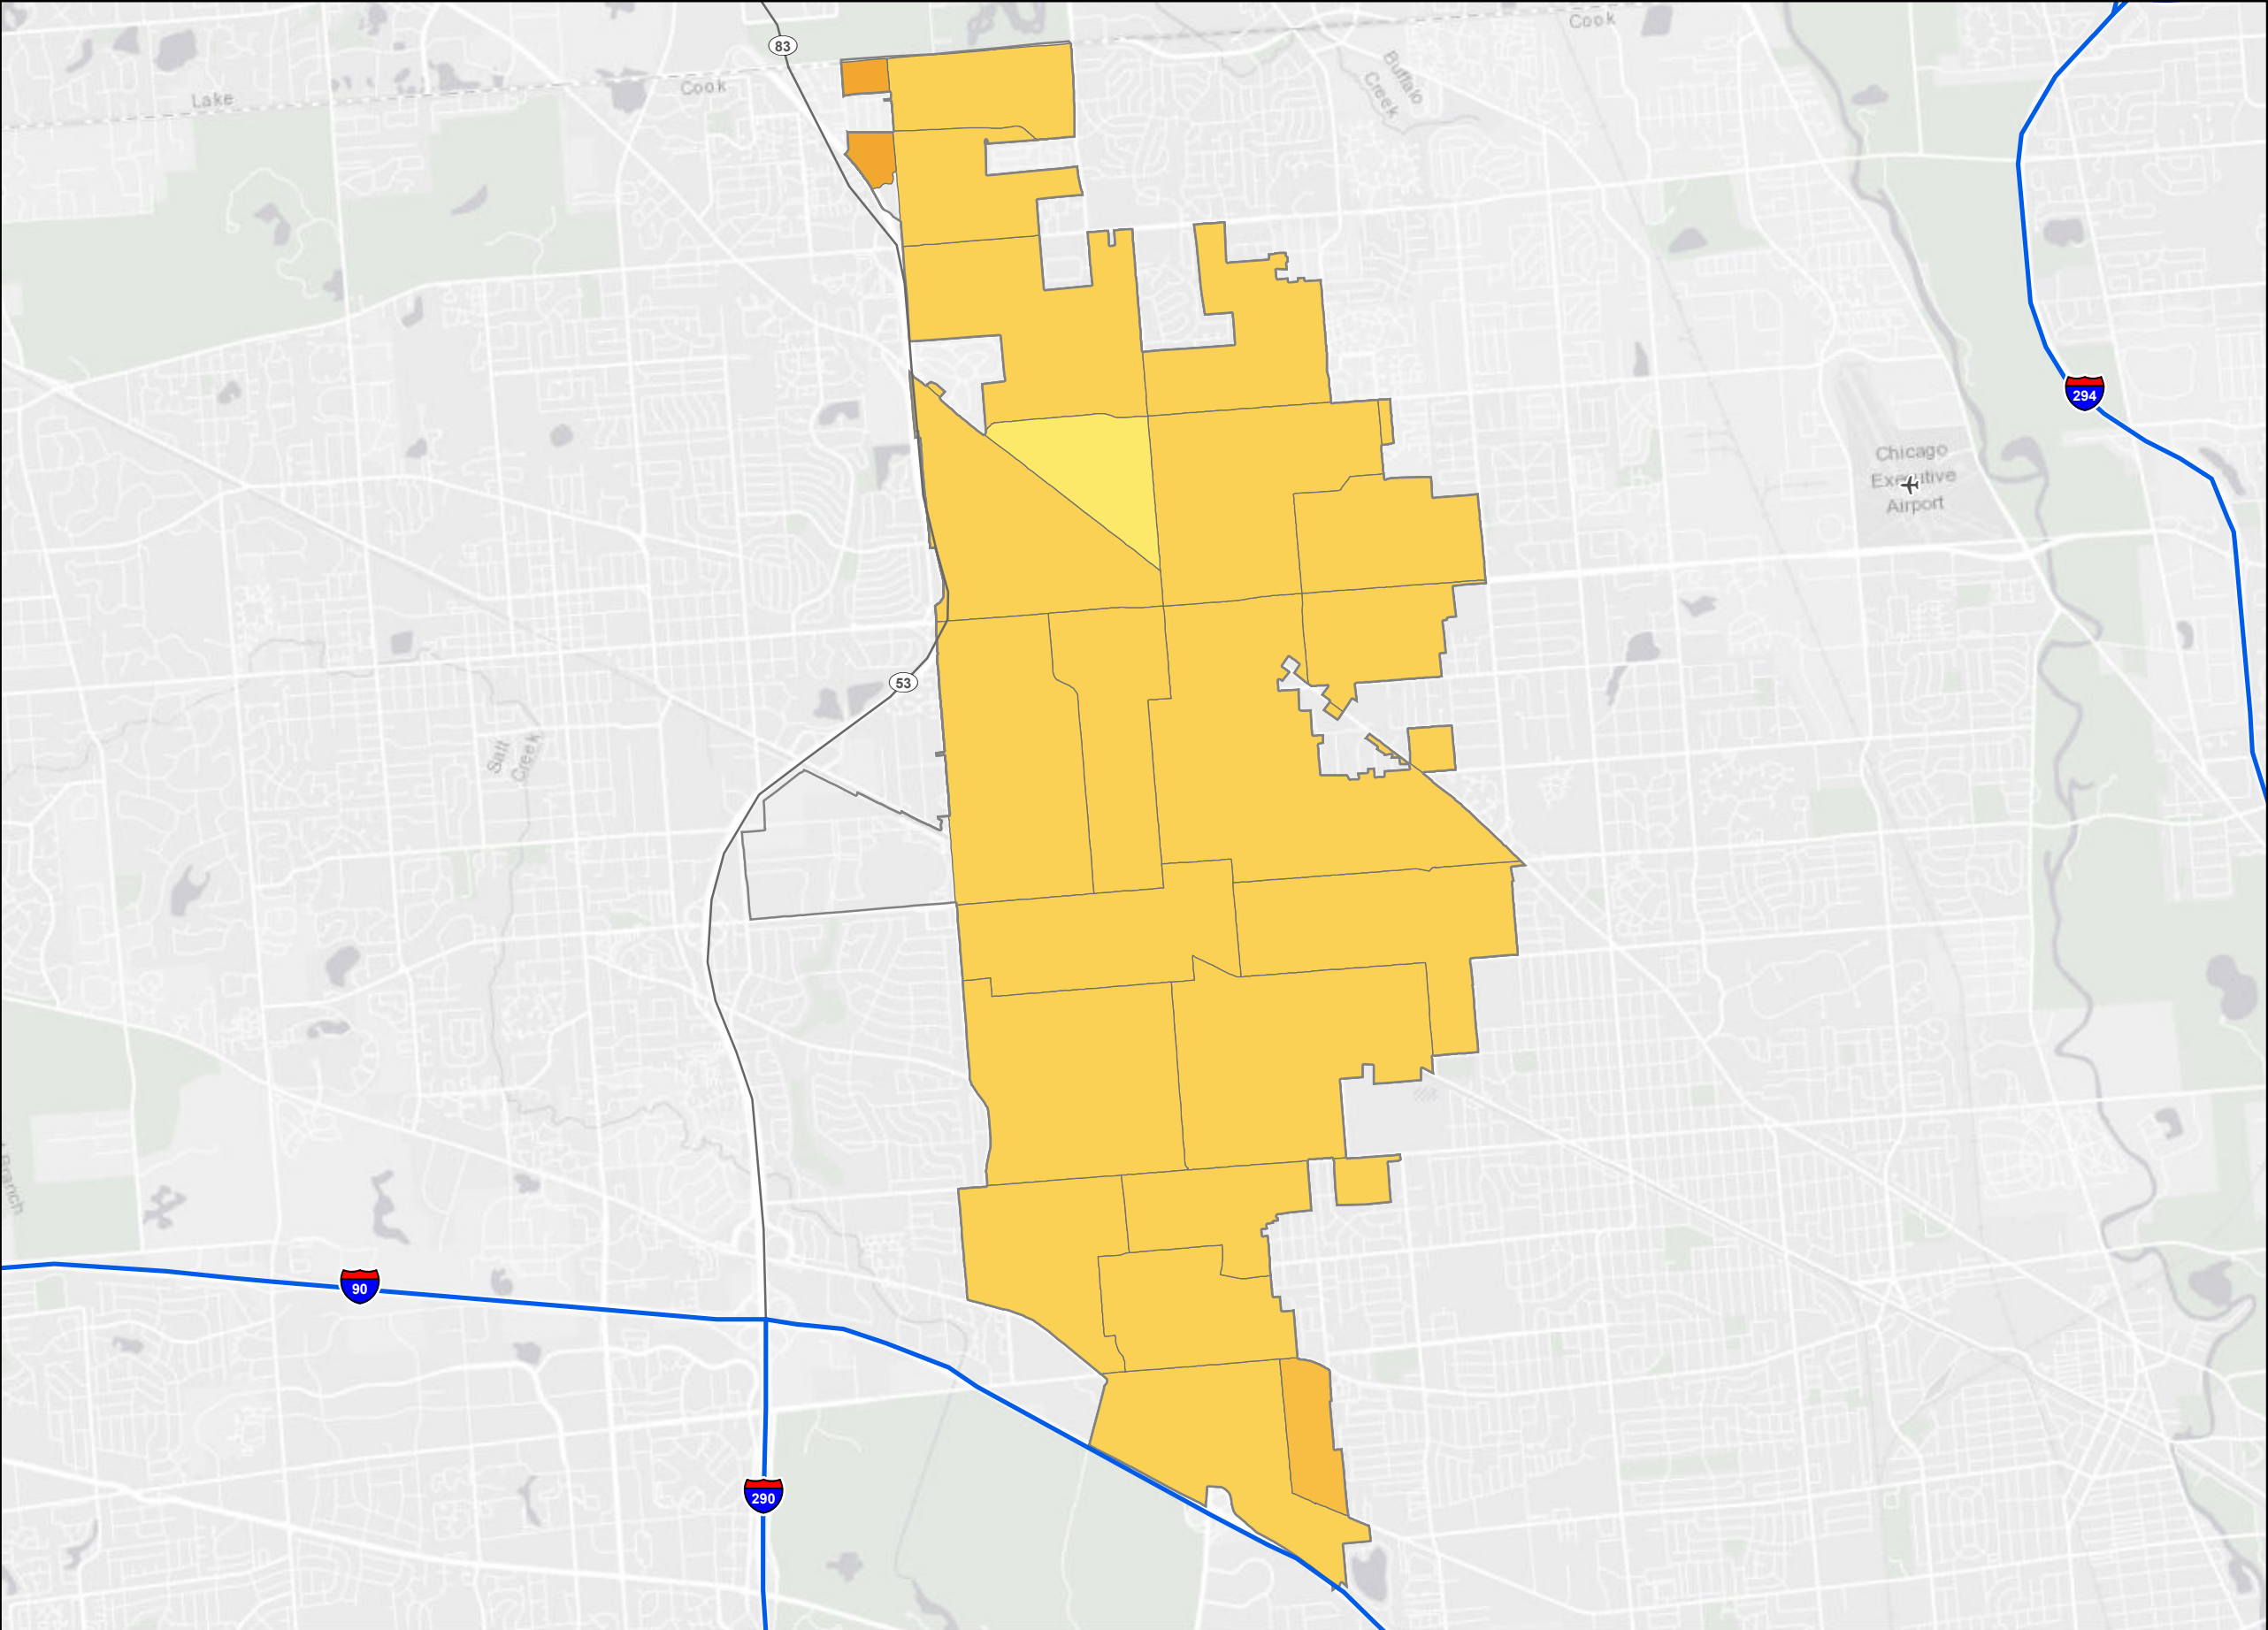 Cook
83
Lake
Cook
Buffalo
Creek
294
Chicago
Executive
Airport
53
Salt
Creek
Branch
90
290